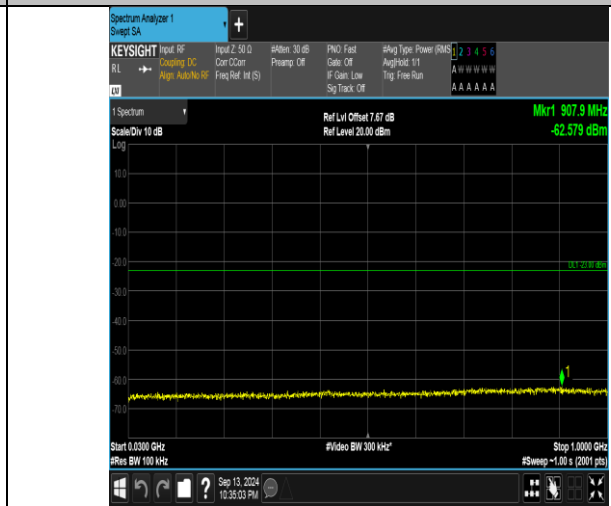 Spectrum Analyzer 1
Swept SA
+
KEYSIGHT Input: RF Input Z: 50 Ω #Atten: 30 dB PNO: Fast #Avg Type: Power (RMS 1 2 3 4 5 6
RL Coupling: DC Corr CCorr Preamp: Off Gate: Off Avg|Hold: 1/1 A W W W W W
Align: Auto/No RF Freq Ref: Int (S) IF Gain: Low Trig: Free Run
LXI Sig Track: Off A A A A A A
1 Spectrum Ref Lvl Offset 7.67 dB Mkr1 907.9 MHz
Scale/Div 10 dB Ref Level 20.00 dBm -62.579 dBm
Log
10.0
0.00
-10.0
-20.0 DL1 -23.00 dBm
-30.0
-40.0
-50.0
-60.0 1
-70.0
Start 0.0300 GHz #Video BW 300 kHz* Stop 1.0000 GHz
#Res BW 100 kHz #Sweep ~1.00 s (2001 pts)
? Sep 13, 2024
10:35:03 PM